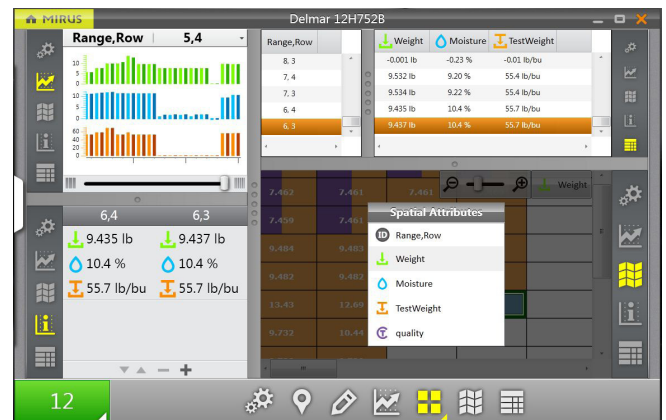 MIRUS
Delmar 12H752B
Range,Row 5,4
10
5
0
10
5
0
60
40
20
0
Range,Row
8, 3
7, 4
7, 3
6, 4
6, 3
Weight Moisture TestWeight
-0.001 lb -0.23 % -0.01 lb/bu
9.532 lb 9.20 % 55.4 lb/bu
9.534 lb 9.22 % 55.4 lb/bu
9.435 lb 10.4 % 55.7 lb/bu
9.437 lb 10.4 % 55.7 lb/bu
6,4 6,3
9.435 lb 9.437 lb
10.4 % 10.4 %
55.7 lb/bu 55.7 lb/bu
7.462 7.461 7.461
Weight
7.459 7.461
9.484 9.483
9.482 9.482
13.43 12.69
9.732 10.44
Spatial Attributes
ID Range,Row
Weight
Moisture
TestWeight
quality
12